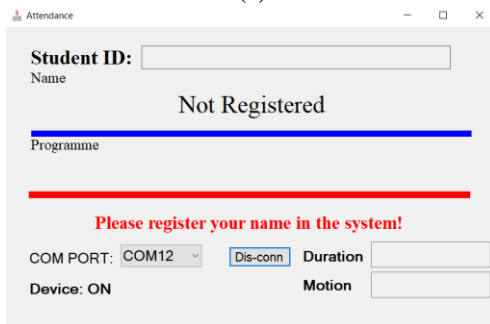 Attendance
Student ID:
Name
Not Registered
Programme
Please register your name in the system!
COM PORT: COM12 Dis-conn Duration
Device: ON Motion